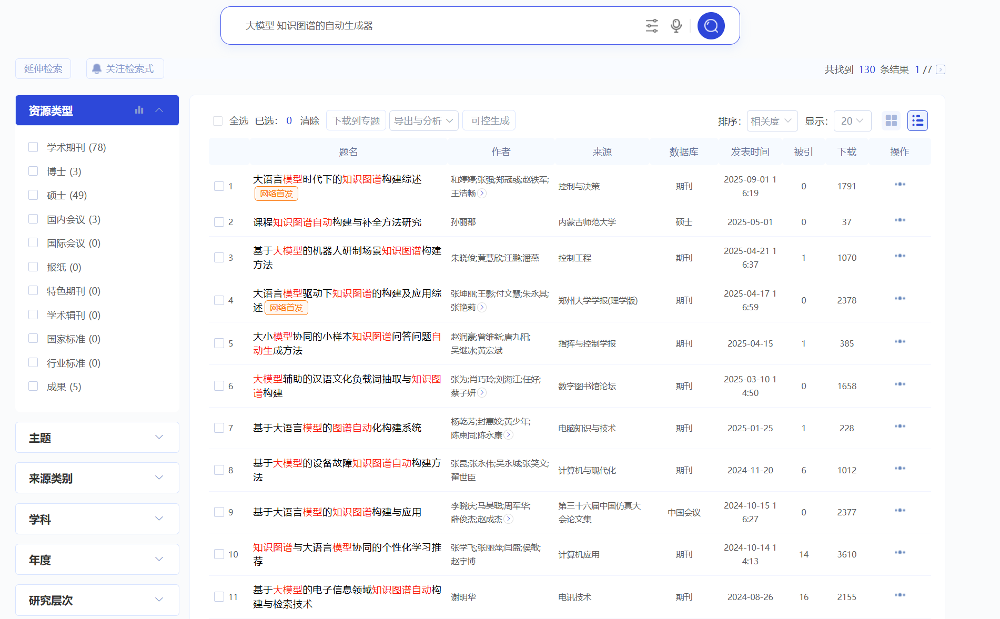 大模型 知识图谱的自动生成器
延伸检索 关注检索式 共找到 130 条结果 1 /7
资源类型
学术期刊 (78)
博士 (3)
硕士 (49)
国内会议 (3)
国际会议 (0)
报纸 (0)
特色期刊 (0)
学术辑刊 (0)
国家标准 (0)
行业标准 (0)
成果 (5)
主题
来源类别
学科
年度
研究层次
全选 已选： 0 清除 下载到专题 导出与分析 可控生成 排序： 相关度 显示： 20
题名 作者 来源 数据库 发表时间 被引 下载 操作
1 大语言模型时代下的知识图谱构建综述
网络首发
和婷婷;张强;郑冠彧;赵铁军;
王浩畅
控制与决策 期刊
2025-09-01 1
6:19
0 1791
2 课程知识图谱自动构建与补全方法研究 孙丽郡 内蒙古师范大学 硕士 2025-05-01 0 37
3 基于大模型的机器人研制场景知识图谱构建
方法
朱晓俊;黄慧欣;汪鹏;潘燕 控制工程 期刊
2025-04-21 1
6:37
1 1070
4 大语言模型驱动下知识图谱的构建及应用综
述 网络首发
张坤丽;王影;付文慧;朱永其;
张艳莉
郑州大学学报(理学版) 期刊
2025-04-17 1
6:59
0 2378
5 大小模型协同的小样本知识图谱问答问题自
动生成方法
赵润豪;曾维新;唐九阳;
吴继冰;黄宏斌
指挥与控制学报 期刊 2025-04-15 1 385
6 大模型辅助的汉语文化负载词抽取与知识图
谱构建
张为;肖巧玲;刘海江;任好;
蔡子妍
数字图书馆论坛 期刊
2025-03-10 1
4:50
0 1658
7 基于大语言模型的图谱自动化构建系统
杨乾芳;封惠姣;黄少年;
陈柬同;陈永康
电脑知识与技术 期刊 2025-01-25 1 228
8 基于大模型的设备故障知识图谱自动构建方
法
张昆;张永伟;吴永城;张笑文;
翟世臣
计算机与现代化 期刊 2024-11-20 6 1012
9 基于大语言模型的知识图谱构建与应用
李晓庆;马昊聪;周军华;
薛俊杰;赵成杰
第三十六届中国仿真大
会论文集
中国会议
2024-10-15 1
6:27
0 2377
10 知识图谱与大语言模型协同的个性化学习推
荐
张学飞;张丽萍;闫盛;侯敏;
赵宇博
计算机应用 期刊
2024-10-14 1
4:13
14 3610
11 基于大模型的电子信息领域知识图谱自动构
建与检索技术
谢明华 电讯技术 期刊 2024-08-26 16 2155